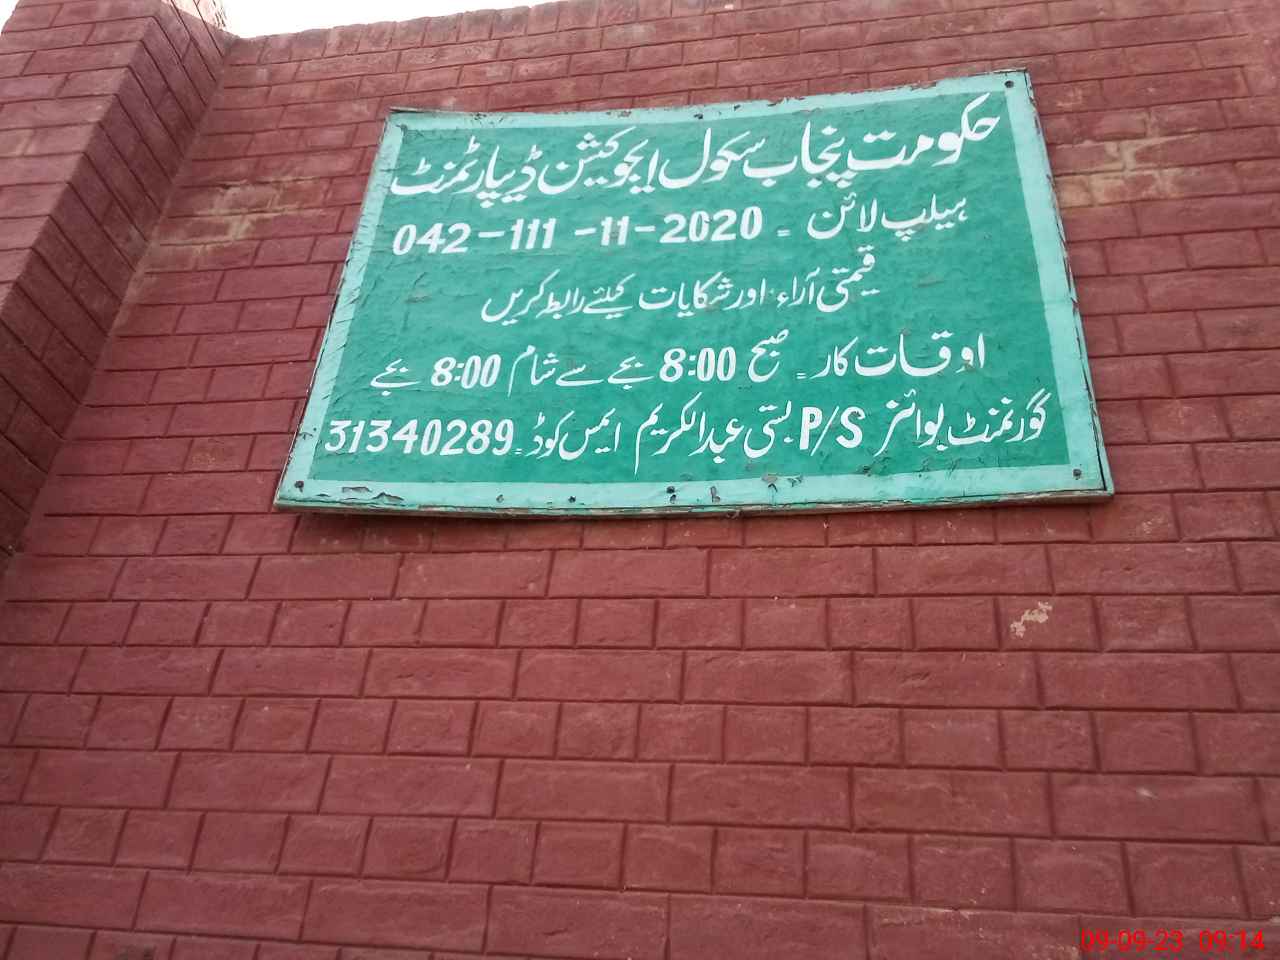 حکومت پنجاب سکول ایجوکیشن ڈیپارٹمنٹ
ہیلپ لائن = 042-111-11-2020
قیمتی آراء اور شکایات کیلئے رابطہ کریں
اوقات کار = صبح 8:00 بجے سے شام 8:00 بجے
گورنمنٹ بوائز P/S بستی عبدالکریم ایمس کوڈ = 31340289
09-09-23 09:14